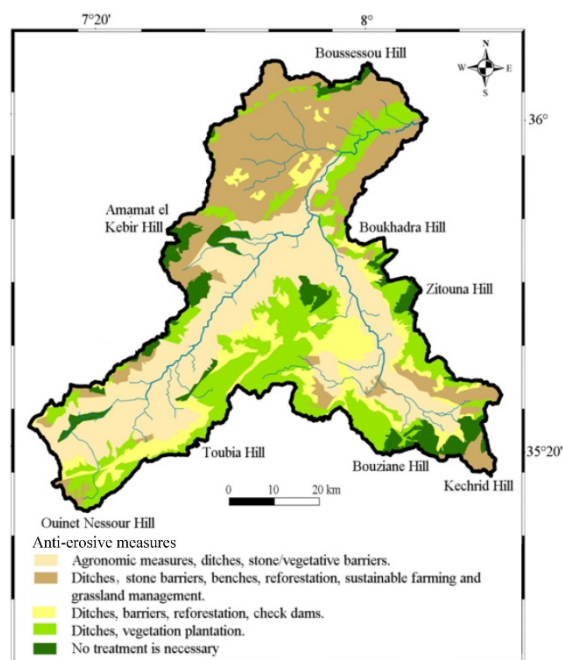 7°20'
8°
Boussessou Hill
N
W
E
S
36°
Amamat el
Kebir Hill
Boukhadra Hill
Zitouna Hill
Toubia Hill
Bouziane Hill
35°20'
Kechrid Hill
0
10
20 km
Ouinet Nessour Hill
Anti-erosive measures
Agronomic measures, ditches, stone/vegetative barriers.
Ditches, stone barriers, benches, reforestation, sustainable farming and
grassland management.
Ditches, barriers, reforestation, check dams.
Ditches, vegetation plantation.
No treatment is necessary